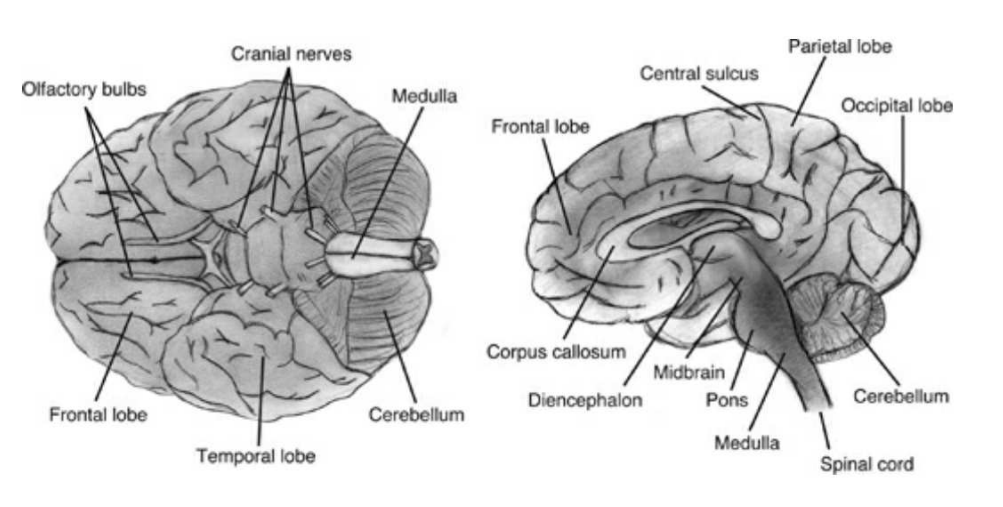 Cranial nerves
Olfactory bulbs
Medulla
Frontal lobe
Temporal lobe
Cerebellum
Parietal lobe
Central sulcus
Occipital lobe
Frontal lobe
Corpus callosum
Midbrain
Diencephalon
Pons
Cerebellum
Medulla
Spinal cord